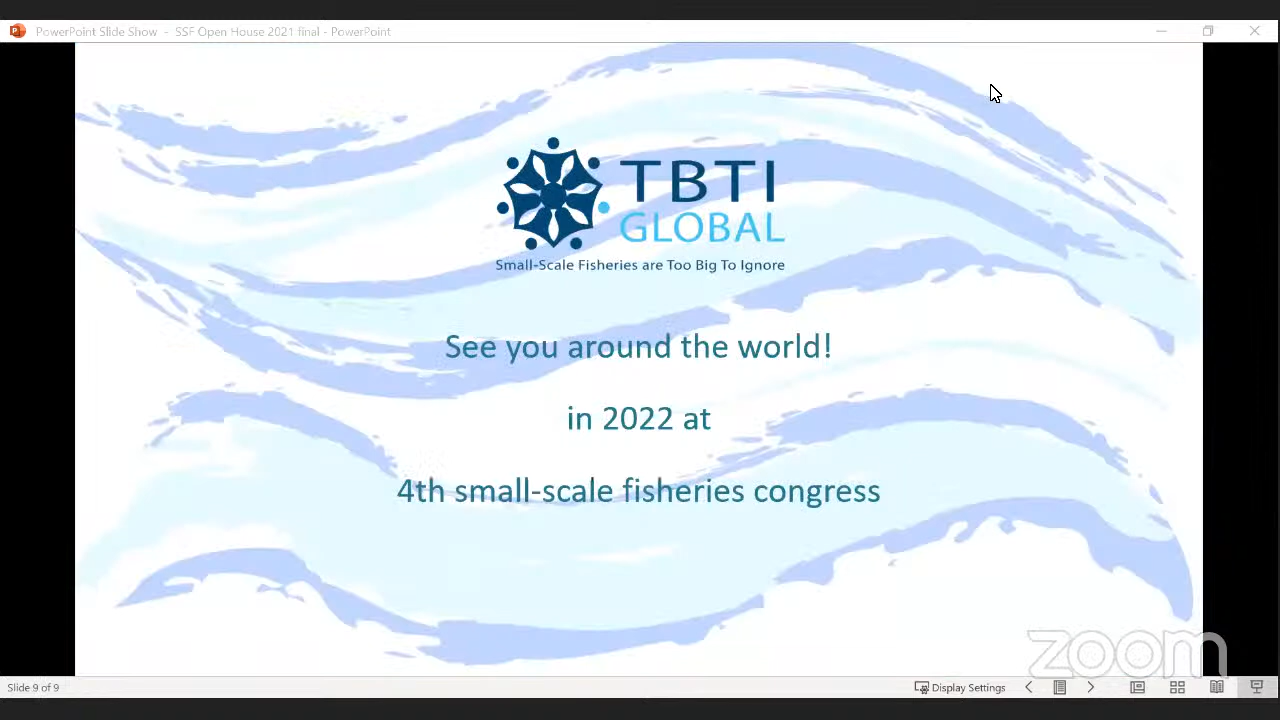 PowerPoint Slide Show - SSF Open House 2021 final - PowerPoint
TBTI
GLOBAL
Small-Scale Fisheries are Too Big To Ignore
See you around the world!
in 2022 at
4th small-scale fisheries congress
zoom
Slide 9 of 9
Display Settings